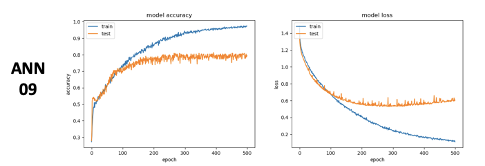 ANN
09
model accuracy
train
test
accuracy
1.0
0.9
0.8
0.7
0.6
0.5
0.4
0.3
0 100 200 300 400 500
epoch
model loss
train
test
loss
1.4
1.2
1.0
0.8
0.6
0.4
0.2
0 100 200 300 400 500
epoch